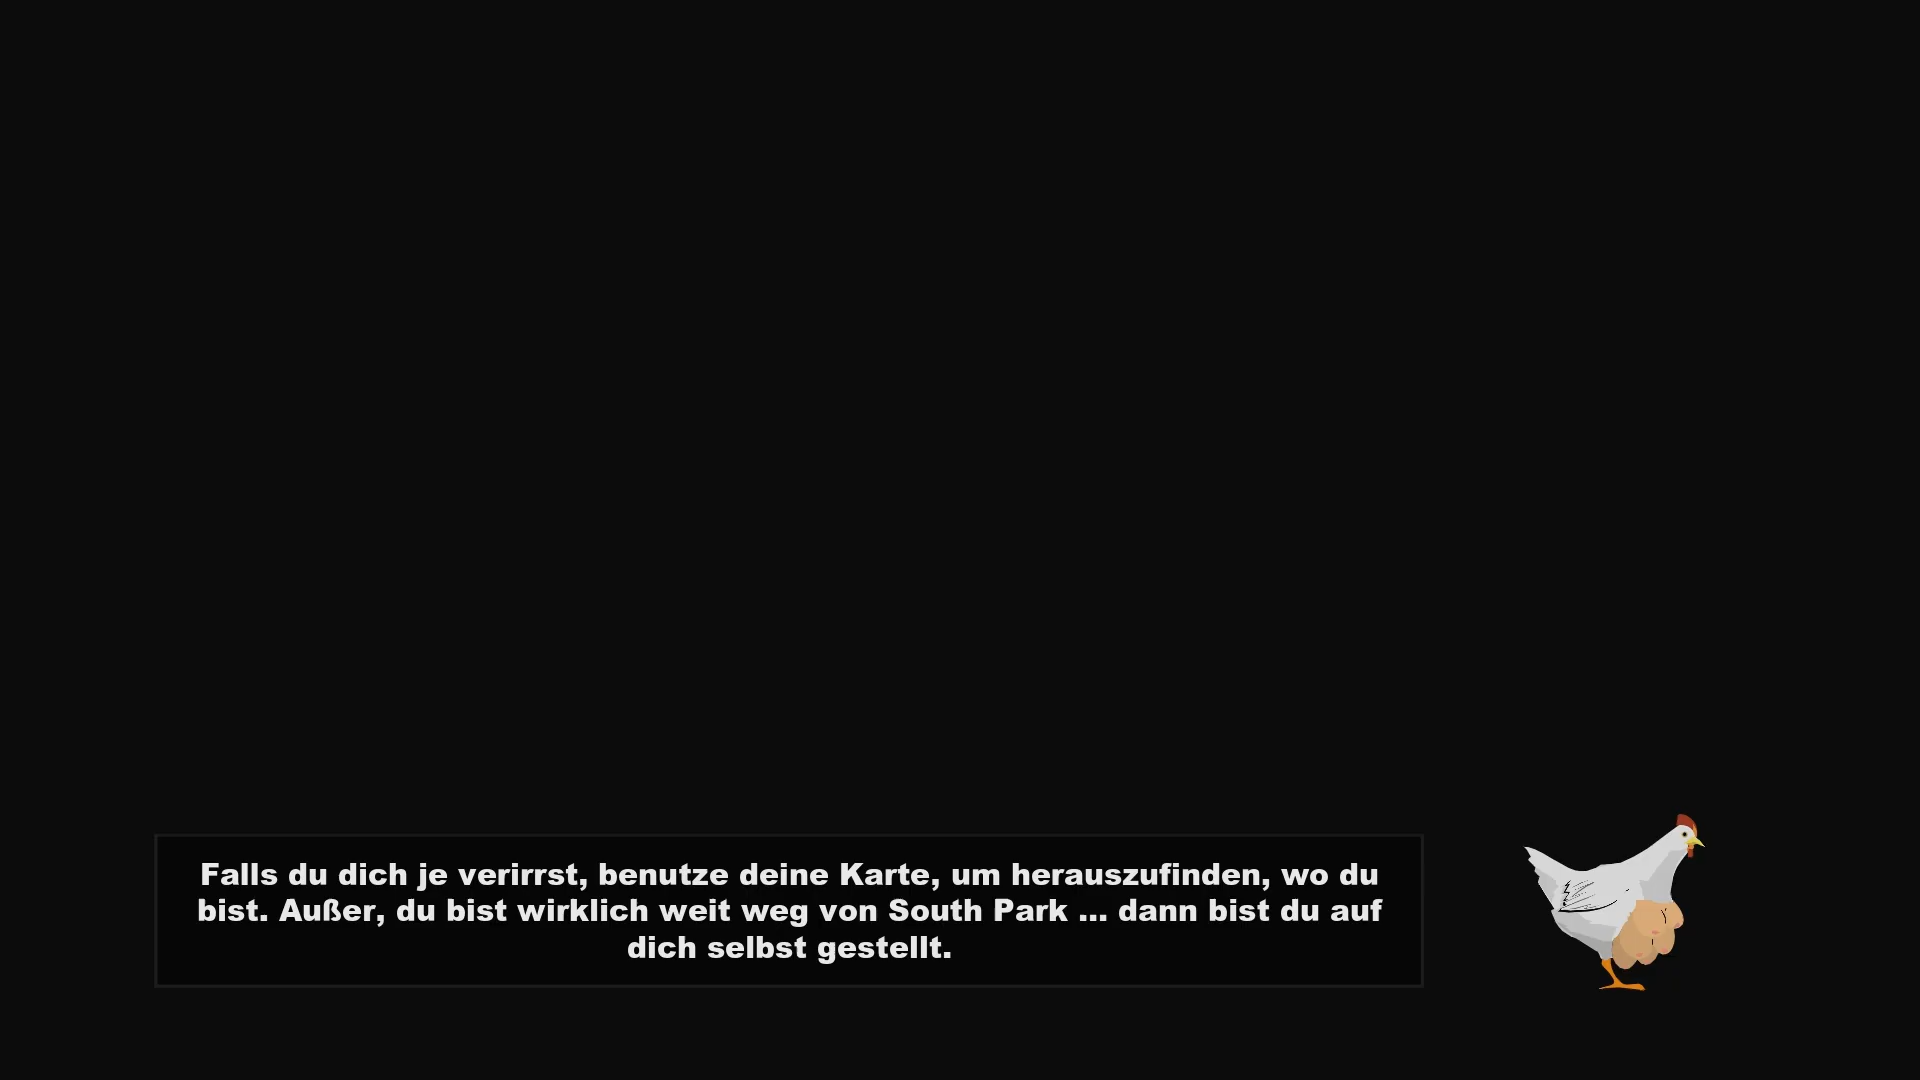 Falls du dich je verirrst, benutze deine Karte, um herauszufinden, wo du
bist. Außer, du bist wirklich weit weg von South Park ... dann bist du auf
dich selbst gestellt.